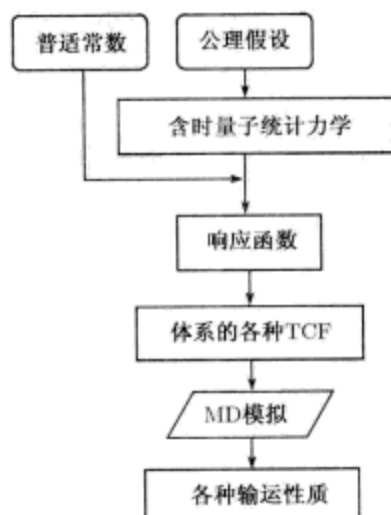 普适常数
公理假设
含时量子统计力学
响应函数
体系的各种TCF
MD模拟
各种输运性质